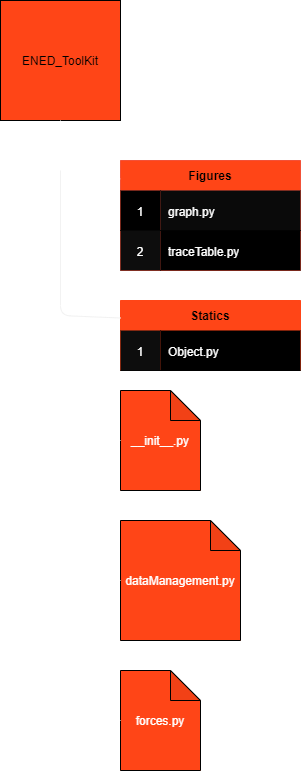 ENED_ToolKit
Figures
1 graph.py
2 traceTable.py
Statics
1 Object.py
__init__.py
dataManagement.py
forces.py